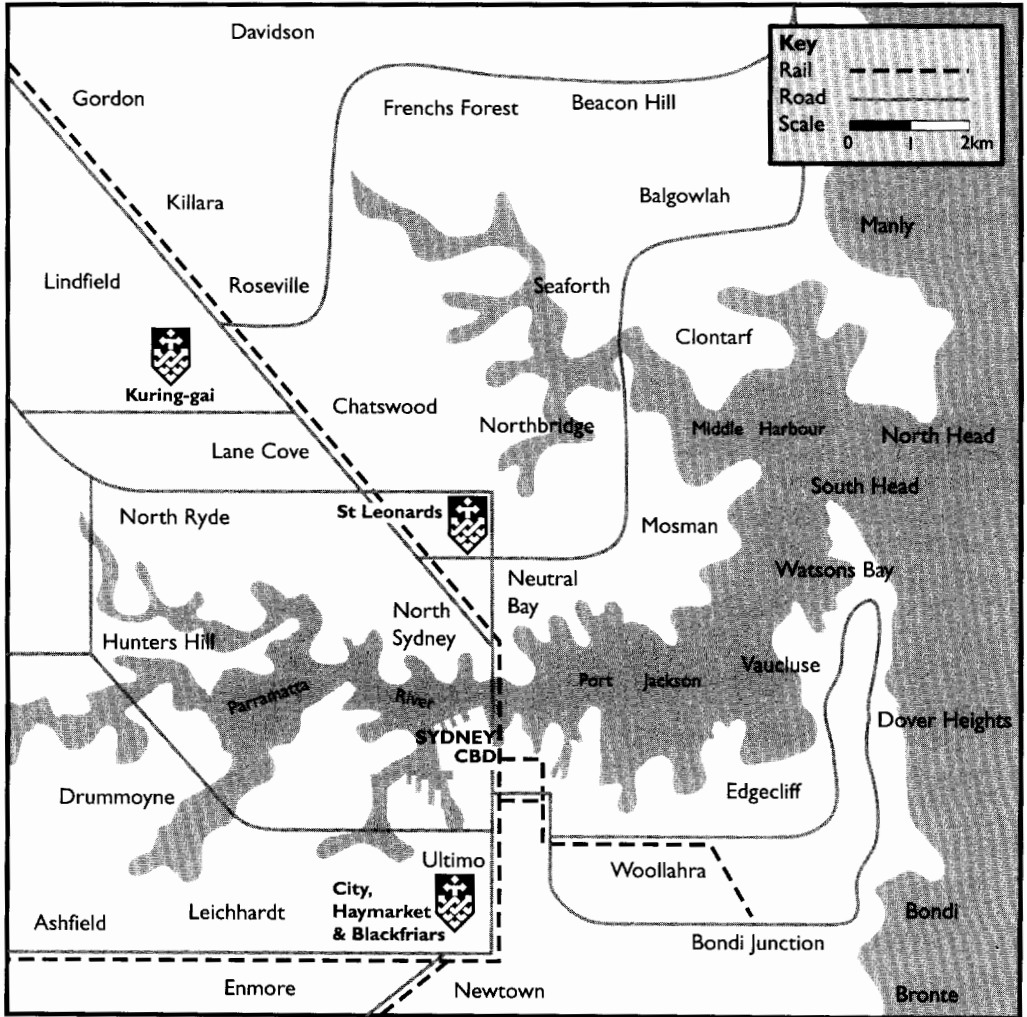 Davidson
Key
Rail
Road
Scale
0 1 2km
Gordon
Frenchs Forest
Beacon Hill
Killara
Balgowlah
Manly
Lindfield
Roseville
Seaforth
Clontarf
Kuring-gai
Chatswood
Northbridge
Middle Harbour
North Head
Lane Cove
South Head
North Ryde
St Leonards
Mosman
Watsons Bay
Neutral
Bay
North
Sydney
Hunters Hill
Vaucluse
Parramatta
River
Port Jackson
Dover Heights
SYDNEY
CBD
Drummoyne
Edgecliff
Ultimo
Woollahra
City,
Haymarket
& Blackfriars
Leichhardt
Ashfield
Bondi
Bondi Junction
Enmore
Newtown
Bronte